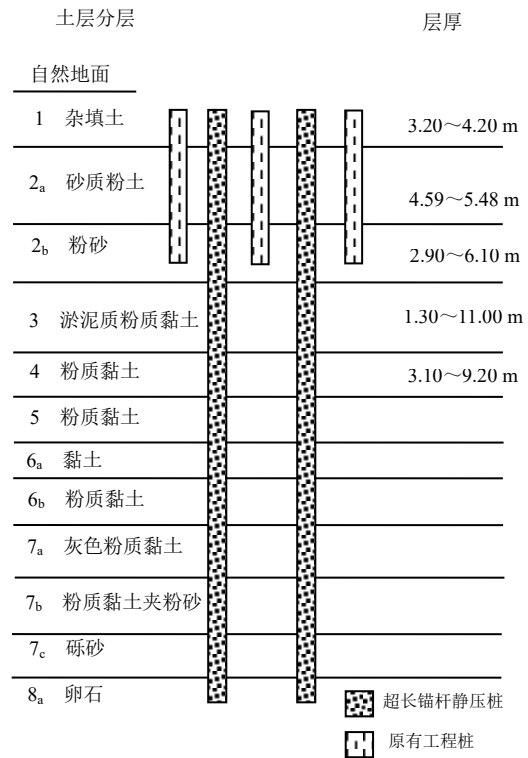 土层分层 层厚
自然地面
1 杂填土 3.20～4.20 m
2a 砂质粉土 4.59～5.48 m
2b 粉砂 2.90～6.10 m
3 淤泥质粉质黏土 1.30～11.00 m
4 粉质黏土 3.10～9.20 m
5 粉质黏土
6a 黏土
6b 粉质黏土
7a 灰色粉质黏土
7b 粉质黏土夹粉砂
7c 砾砂
8a 卵石
超长锚杆静压桩
原有工程桩